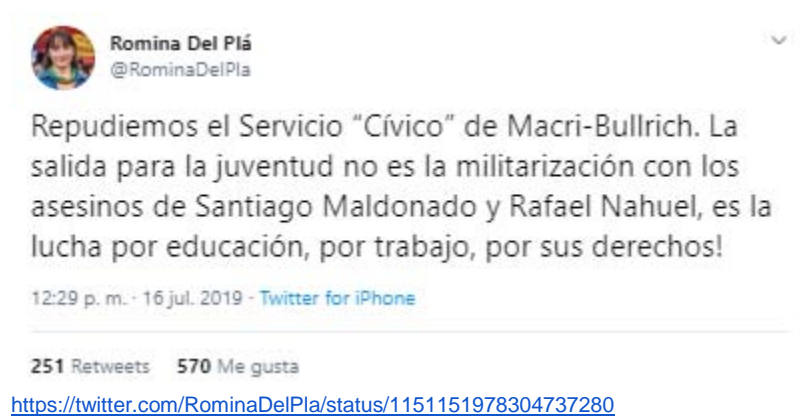 Romina Del Plá
@RominaDelPla
Repudiemos el Servicio “Cívico” de Macri-Bullrich. La
salida para la juventud no es la militarización con los
asesinos de Santiago Maldonado y Rafael Nahuel, es la
lucha por educación, por trabajo, por sus derechos!
12:29 p. m. · 16 jul. 2019 · Twitter for iPhone
251 Retweets 570 Me gusta
https://twitter.com/RominaDelPla/status/1151151978304737280